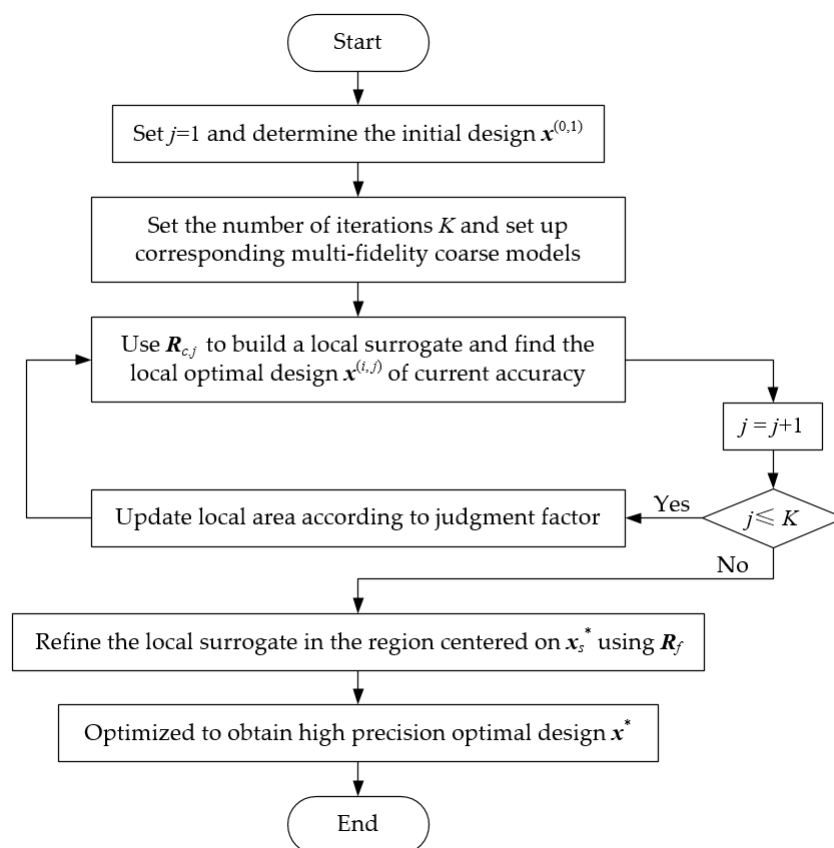 Start
Set j=1 and determine the initial design x^(0,1)
Set the number of iterations K and set up
corresponding multi-fidelity coarse models
Use R_c,j to build a local surrogate and find the
local optimal design x^(i,j) of current accuracy
j = j+1
j ≤ K
Yes
Update local area according to judgment factor
No
Refine the local surrogate in the region centered on x_s^* using R_f
Optimized to obtain high precision optimal design x^*
End